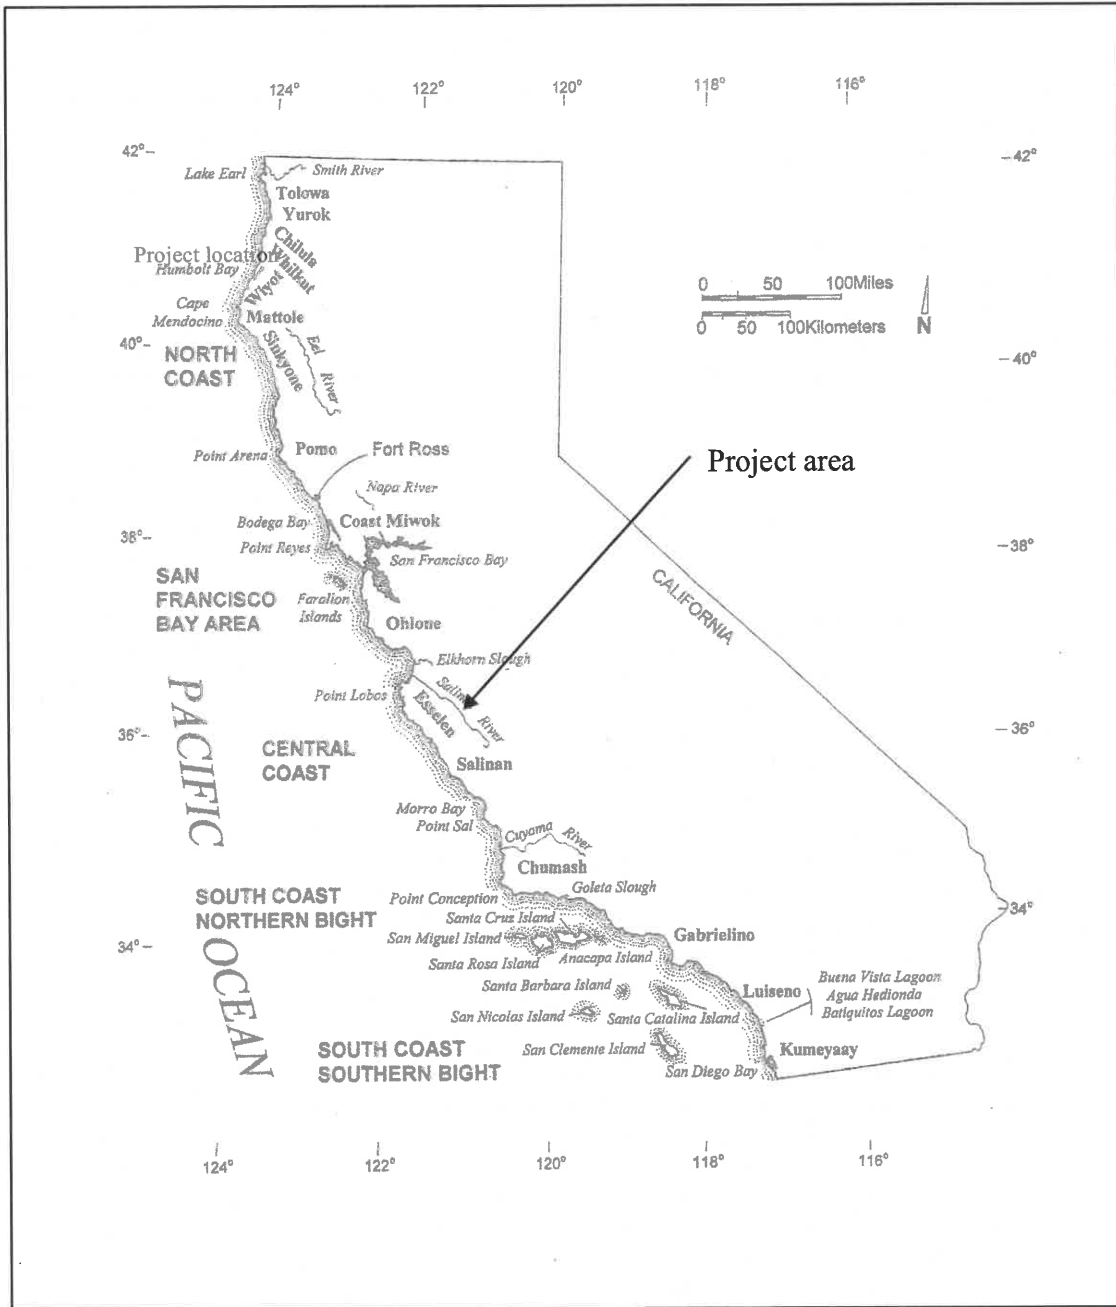 124°
122°
120°
118°
116°
42°
42°
Lake Earl
Smith River
Tolowa
Yurok
Chilula
Whilkut
Project location
Humbolt Bay
Wiyot
0 50 100Miles
0 50 100Kilometers
N
Cape
Mendocino
Mattole
40°
40°
NORTH
COAST
Sinkyone
Eel
River
Point Arena
Pomo
Fort Ross
Project area
Napa River
Bodega Bay
Coast Miwok
38°
38°
Point Reyes
San Francisco Bay
CALIFORNIA
SAN
FRANCISCO
BAY AREA
Farallon
Islands
Ohlone
Elkhorn Slough
Point Lobos
Salinas
River
Esselen
PACIFIC
OCEAN
36°
36°
CENTRAL
COAST
Salinan
Morro Bay
Point Sal
Cuyama River
Chumash
SOUTH COAST
NORTHERN BIGHT
Point Conception
Goleta Slough
34°
34°
Santa Cruz Island
San Miguel Island
Santa Rosa Island
Anacapa Island
Gabrielino
Santa Barbara Island
Luiseno
Buena Vista Lagoon
Agua Hedionda
Batiquitos Lagoon
San Nicolas Island
Santa Catalina Island
SOUTH COAST
SOUTHERN BIGHT
San Clemente Island
Kumeyaay
San Diego Bay
124°
122°
120°
118°
116°